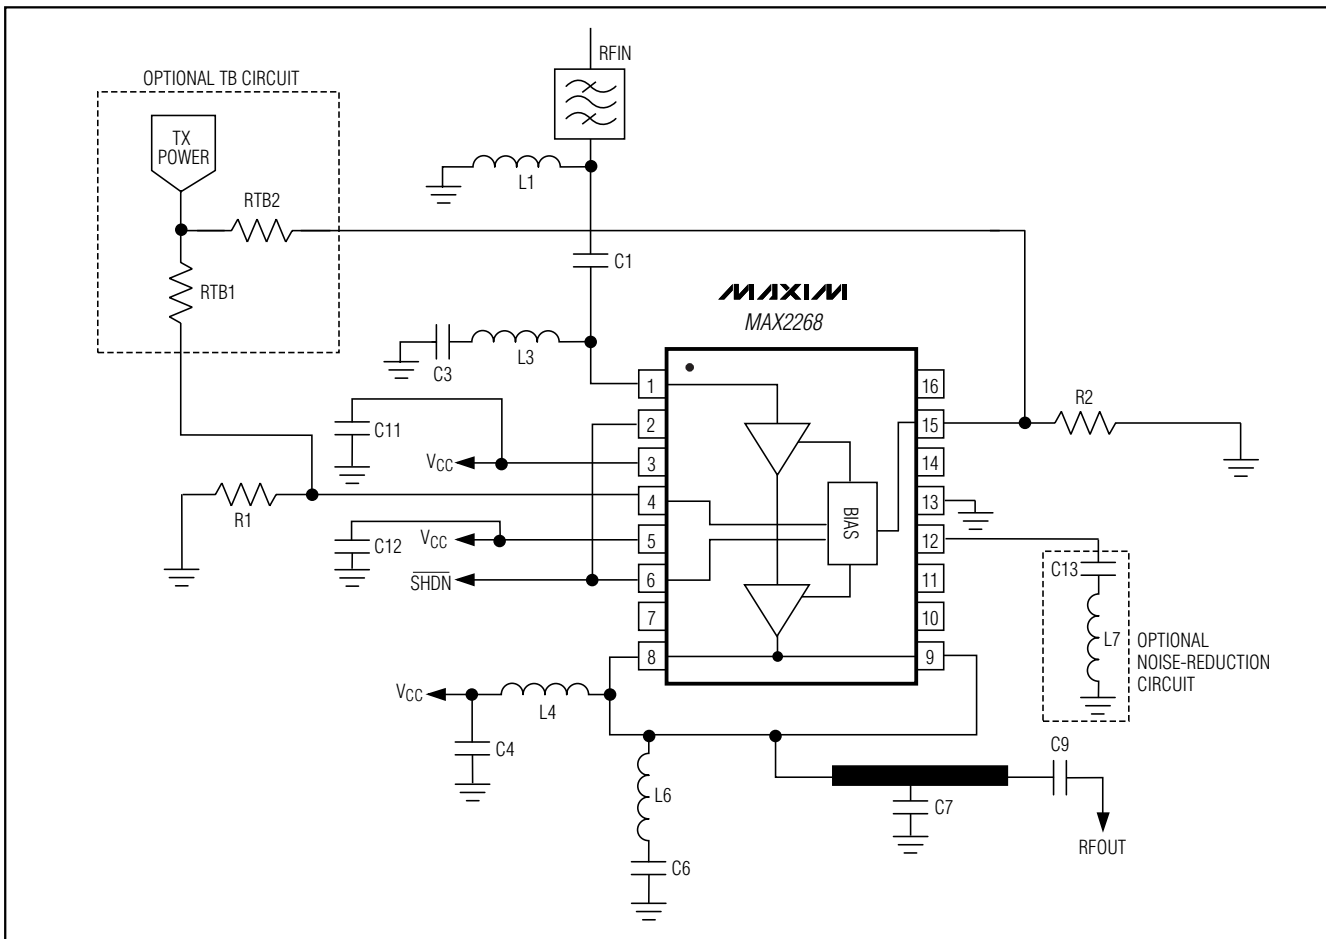 RFIN
OPTIONAL TB CIRCUIT
TX
POWER
L1
RTB2
C1
RTB1
MAXIM
MAX2268
L3
C3
1
16
R2
C11
2
15
VCC
3
14
4
13
R1
BIAS
C12
VCC
5
12
SHDN
6
11
C13
7
10
L7
OPTIONAL
NOISE-REDUCTION
CIRCUIT
8
9
VCC
L4
C4
C9
L6
C7
RFOUT
C6